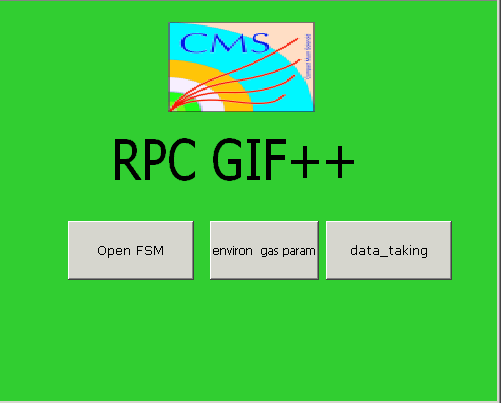 CMS
RPC GIF++
Open FSM
environ gas param
data_taking